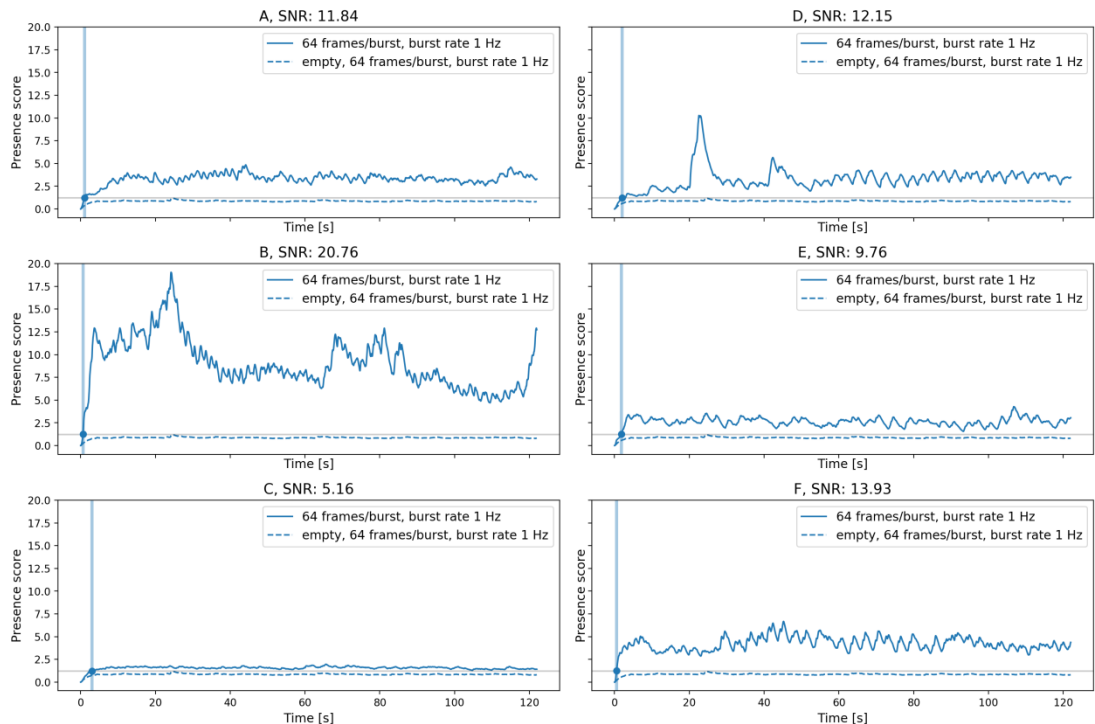 A, SNR: 11.84
20.0
17.5
15.0
12.5
10.0
7.5
5.0
2.5
0.0
Presence score
64 frames/burst, burst rate 1 Hz
empty, 64 frames/burst, burst rate 1 Hz
Time [s]
D, SNR: 12.15
Presence score
64 frames/burst, burst rate 1 Hz
empty, 64 frames/burst, burst rate 1 Hz
Time [s]
B, SNR: 20.76
20.0
17.5
15.0
12.5
10.0
7.5
5.0
2.5
0.0
Presence score
64 frames/burst, burst rate 1 Hz
empty, 64 frames/burst, burst rate 1 Hz
Time [s]
E, SNR: 9.76
Presence score
64 frames/burst, burst rate 1 Hz
empty, 64 frames/burst, burst rate 1 Hz
Time [s]
C, SNR: 5.16
20.0
17.5
15.0
12.5
10.0
7.5
5.0
2.5
0.0
Presence score
64 frames/burst, burst rate 1 Hz
empty, 64 frames/burst, burst rate 1 Hz
0 20 40 60 80 100 120
Time [s]
F, SNR: 13.93
Presence score
64 frames/burst, burst rate 1 Hz
empty, 64 frames/burst, burst rate 1 Hz
0 20 40 60 80 100 120
Time [s]